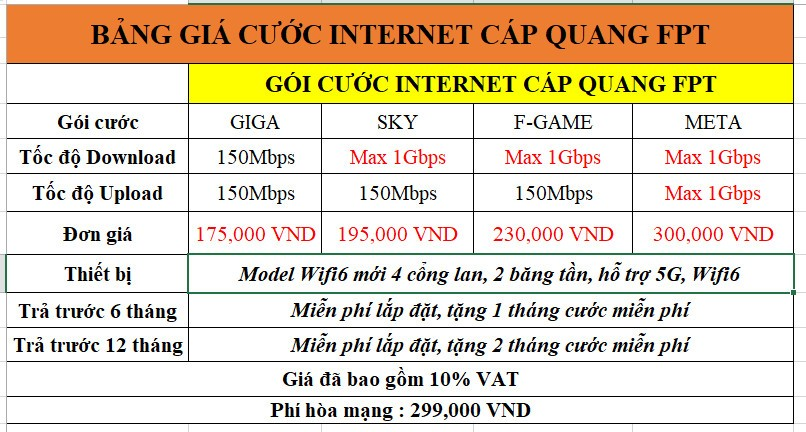 BẢNG GIÁ CƯỚC INTERNET CÁP QUANG FPT
GÓI CƯỚC INTERNET CÁP QUANG FPT
Gói cước GIGA SKY F-GAME META
Tốc độ Download 150Mbps Max 1Gbps Max 1Gbps Max 1Gbps
Tốc độ Upload 150Mbps 150Mbps 150Mbps Max 1Gbps
Đơn giá 175,000 VND 195,000 VND 230,000 VND 300,000 VND
Thiết bị Model Wifi6 mới 4 cổng lan, 2 băng tần, hỗ trợ 5G, Wifi6
Trả trước 6 tháng Miễn phí lắp đặt, tặng 1 tháng cước miễn phí
Trả trước 12 tháng Miễn phí lắp đặt, tặng 2 tháng cước miễn phí
Giá đã bao gồm 10% VAT
Phí hòa mạng : 299,000 VND